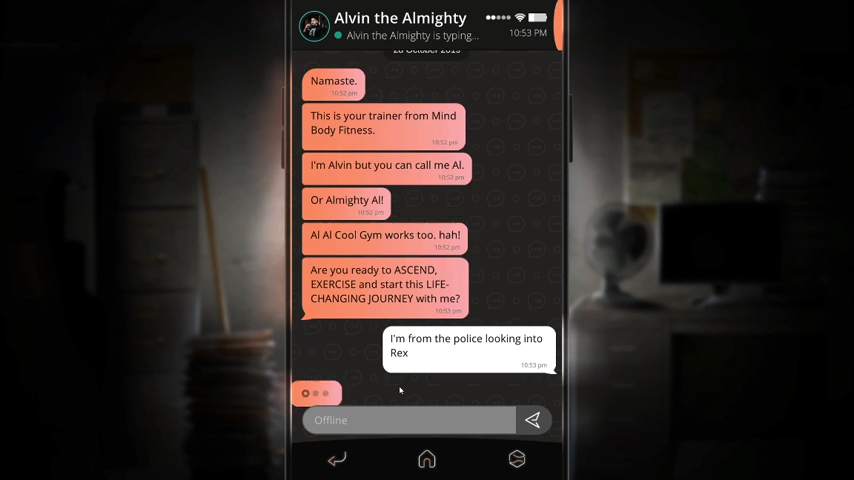 Alvin the Almighty
Alvin the Almighty is typing...
10:53 PM
Namaste.
10:52 pm
This is your trainer from Mind
Body Fitness.
10:52 pm
I'm Alvin but you can call me Al.
10:52 pm
Or Almighty Al!
10:52 pm
Al Al Cool Gym works too. hah!
10:52 pm
Are you ready to ASCEND,
EXERCISE and start this LIFE-
CHANGING JOURNEY with me?
10:53 pm
I'm from the police looking into
Rex
10:53 pm
Offline